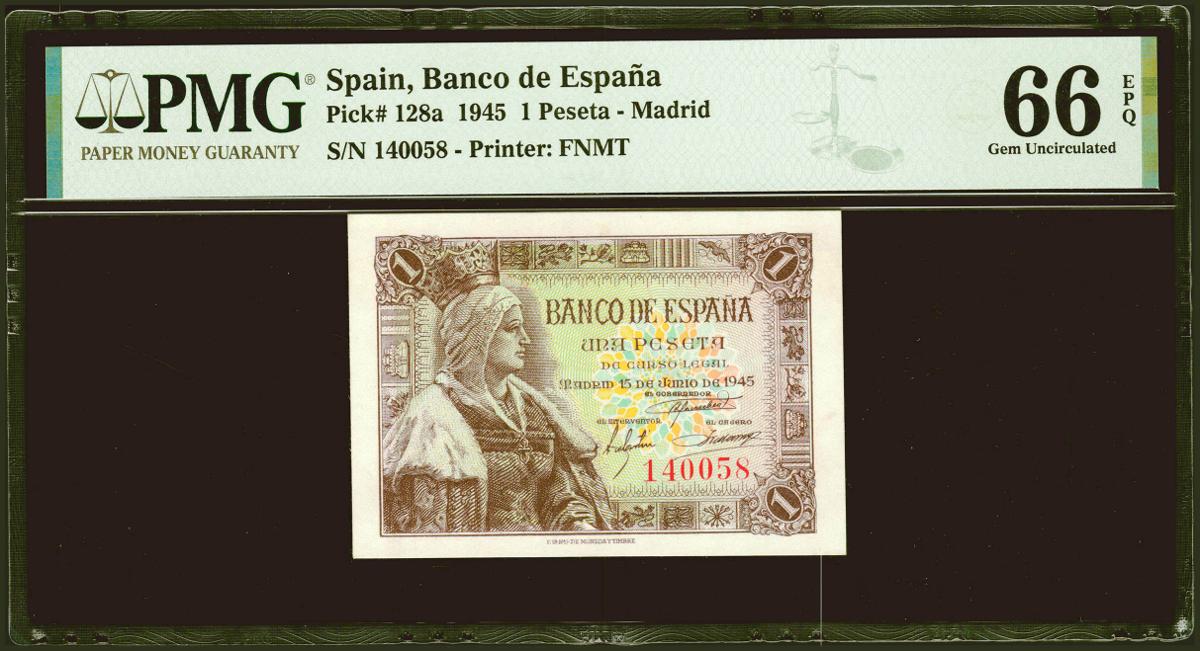 PMG®
PAPER MONEY GUARANTY
Spain, Banco de España
Pick# 128a 1945 1 Peseta - Madrid
S/N 140058 - Printer: FNMT
66 EPQ
Gem Uncirculated
1
1
BANCO DE ESPAÑA
UNA PESETA
DE CURSO LEGAL
MADRID 15 DE JUNIO DE 1945
EL GOBERNADOR
EL INTERVENTOR
EL CAJERO
140058
1